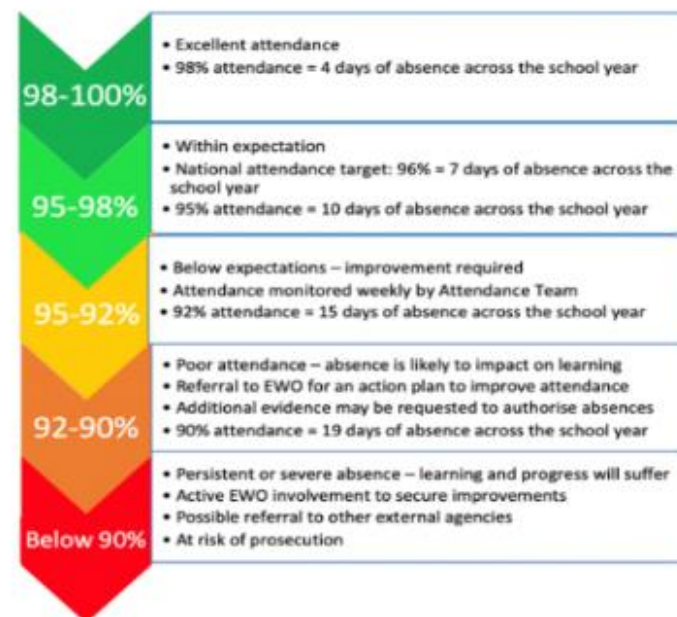 98-100%
• Excellent attendance
• 98% attendance = 4 days of absence across the school year
95-98%
• Within expectation
• National attendance target: 96% = 7 days of absence across the
school year
• 95% attendance = 10 days of absence across the school year
95-92%
• Below expectations – improvement required
• Attendance monitored weekly by Attendance Team
• 92% attendance = 15 days of absence across the school year
92-90%
• Poor attendance – absence is likely to impact on learning
• Referral to EWO for an action plan to improve attendance
• Additional evidence may be requested to authorise absences
• 90% attendance = 19 days of absence across the school year
Below 90%
• Persistent or severe absence – learning and progress will suffer
• Active EWO involvement to secure improvements
• Possible referral to other external agencies
• At risk of prosecution